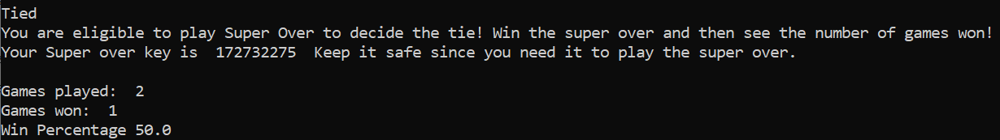 Tied
You are eligible to play Super Over to decide the tie! Win the super over and then see the number of games won!
Your Super over key is  172732275  Keep it safe since you need it to play the super over.
Games played:  2
Games won:  1
Win Percentage 50.0